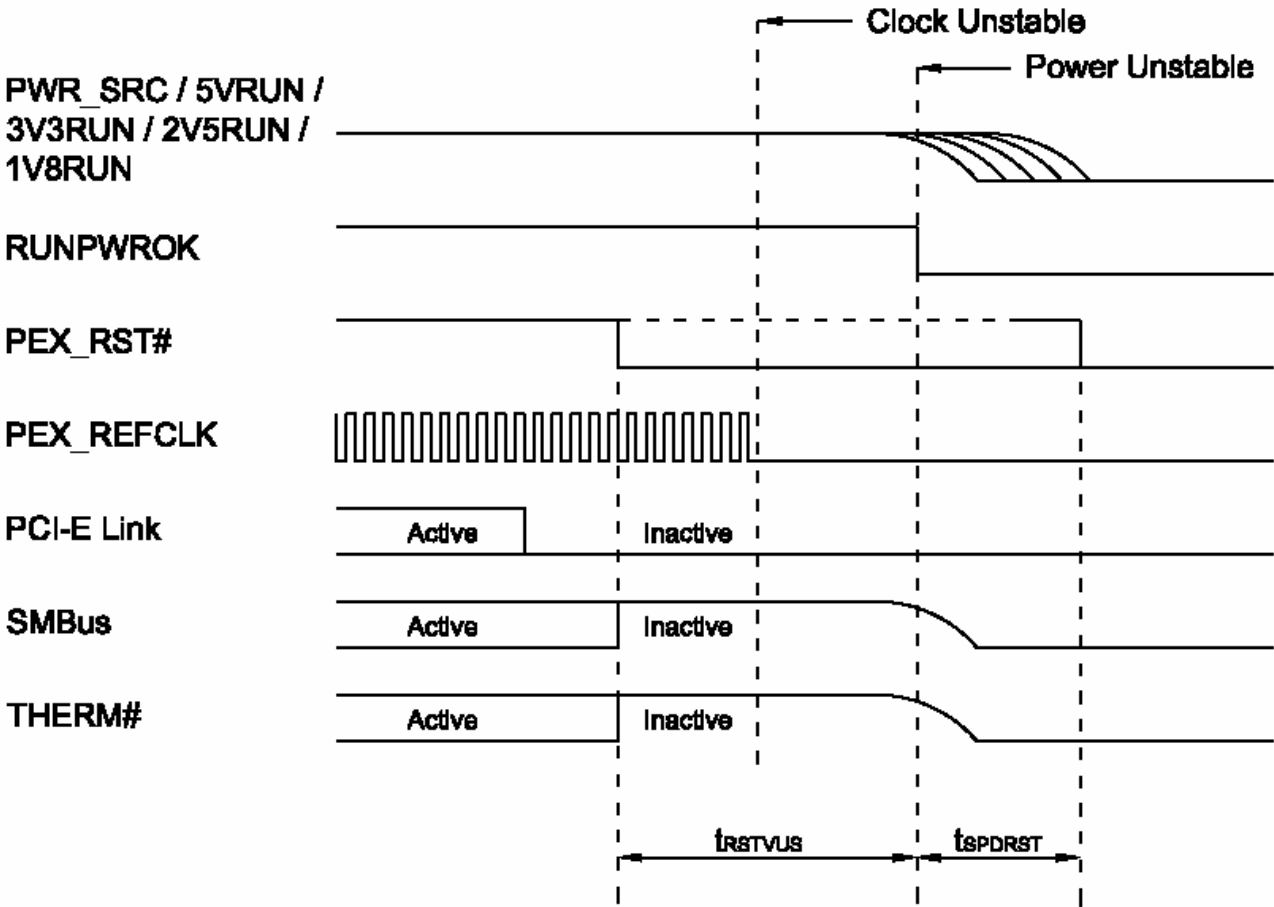 Clock Unstable
Power Unstable
PWR_SRC / 5VRUN /
3V3RUN / 2V5RUN /
1V8RUN
RUNPWROK
PEX_RST#
PEX_REFCLK
PCI-E Link
Active
Inactive
SMBus
Active
Inactive
THERM#
Active
Inactive
tRSTVUS
tSPDRST